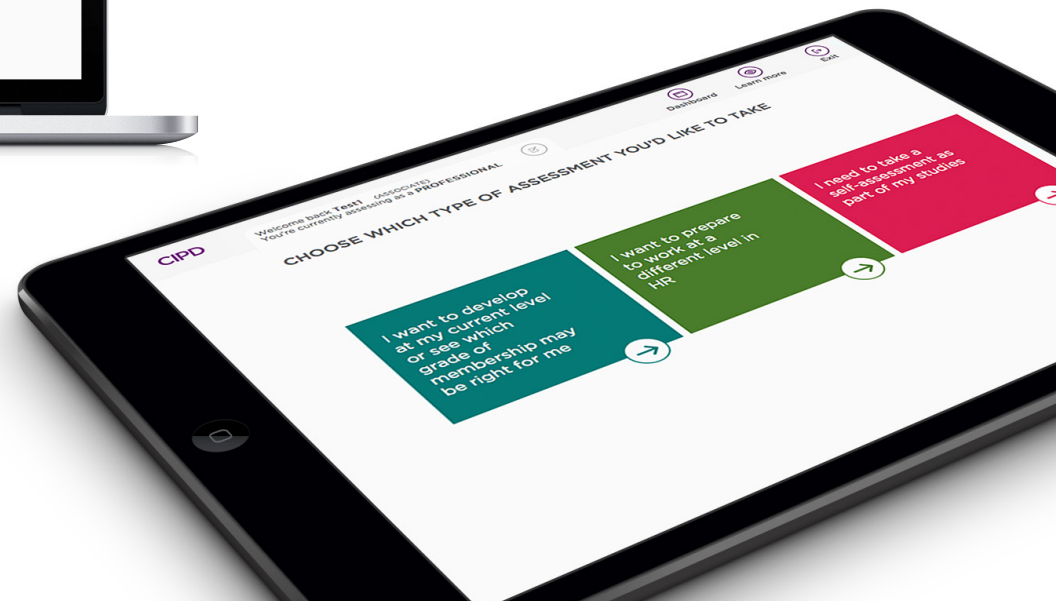 CIPD
Welcome back Test1 (ASSOCIATE)
You're currently assessing as a PROFESSIONAL
Dashboard
Learn more
Exit
CHOOSE WHICH TYPE OF ASSESSMENT YOU'D LIKE TO TAKE
I want to develop
at my current level
or see which
grade of
membership may
be right for me
I want to prepare
to work at a
different level in
HR
I need to take a
self-assessment as
part of my studies